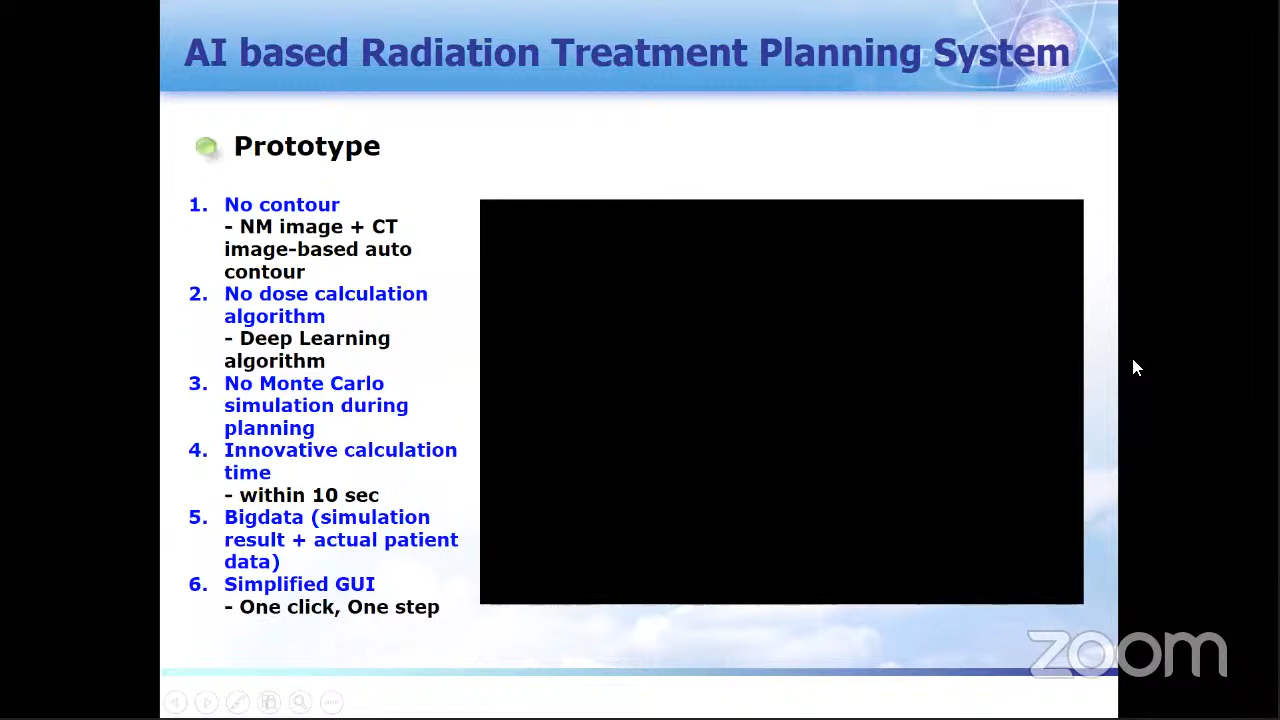 AI based Radiation Treatment Planning System
Prototype
1. No contour
- NM image + CT
image-based auto
contour
2. No dose calculation
algorithm
- Deep Learning
algorithm
3. No Monte Carlo
simulation during
planning
4. Innovative calculation
time
- within 10 sec
5. Bigdata (simulation
result + actual patient
data)
6. Simplified GUI
- One click, One step
zoom